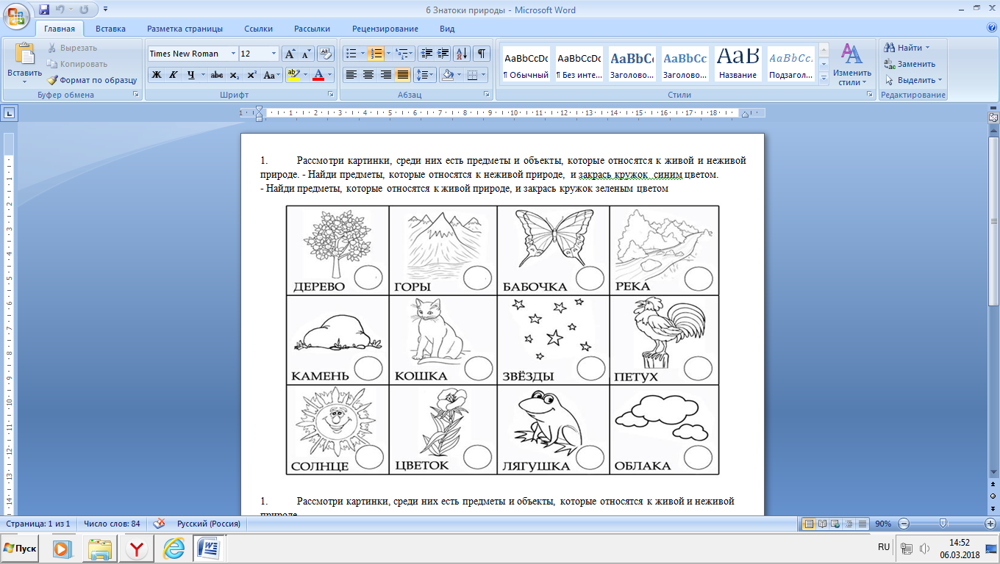 6 Знатоки природы - Microsoft Word
Главная Вставка Разметка страницы Ссылки Рассылки Рецензирование Вид
Вставить
Вырезать
Копировать
Формат по образцу
Буфер обмена
Times New Roman 12
Ж К Ч abc x₂ x² Aa ab A
Шрифт
Абзац
AaBbCcDc AaBbCcDc AaBbCc AaBbCc AaB AaBbCc.
¶ Обычный ¶ Без инте... Заголово... Заголово... Название Подзагол...
Изменить стили
Стили
Найти
Заменить
Выделить
Редактирование
1 1 2 3 4 5 6 7 8 9 10 11 12 13 14 15 16 17 18
1. Рассмотри картинки, среди них есть предметы и объекты, которые относятся к живой и неживой
природе. - Найди предметы, которые относятся к неживой природе, и закрась кружок синим цветом.
- Найди предметы, которые относятся к живой природе, и закрась кружок зеленым цветом
ДЕРЕВО ГОРЫ БАБОЧКА РЕКА
КАМЕНЬ КОШКА ЗВЁЗДЫ ПЕТУХ
СОЛНЦЕ ЦВЕТОК ЛЯГУШКА ОБЛАКА
1. Рассмотри картинки, среди них есть предметы и объекты, которые относятся к живой и неживой
природе
Страница: 1 из 1 Число слов: 84 Русский (Россия) 90%
Пуск RU 14:52
06.03.2018